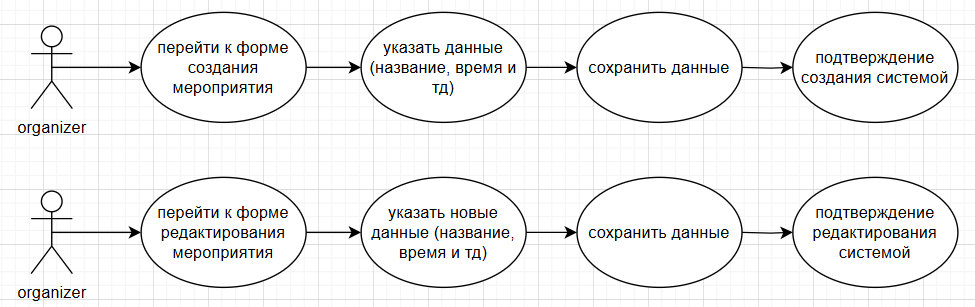 перейти к форме
создания
мероприятия
указать данные
(название, время и
тд)
сохранить данные
подтверждение
создания системой
organizer
перейти к форме
редактирования
мероприятия
указать новые
данные (название,
время и тд)
сохранить данные
подтверждение
редактирования
системой
organizer